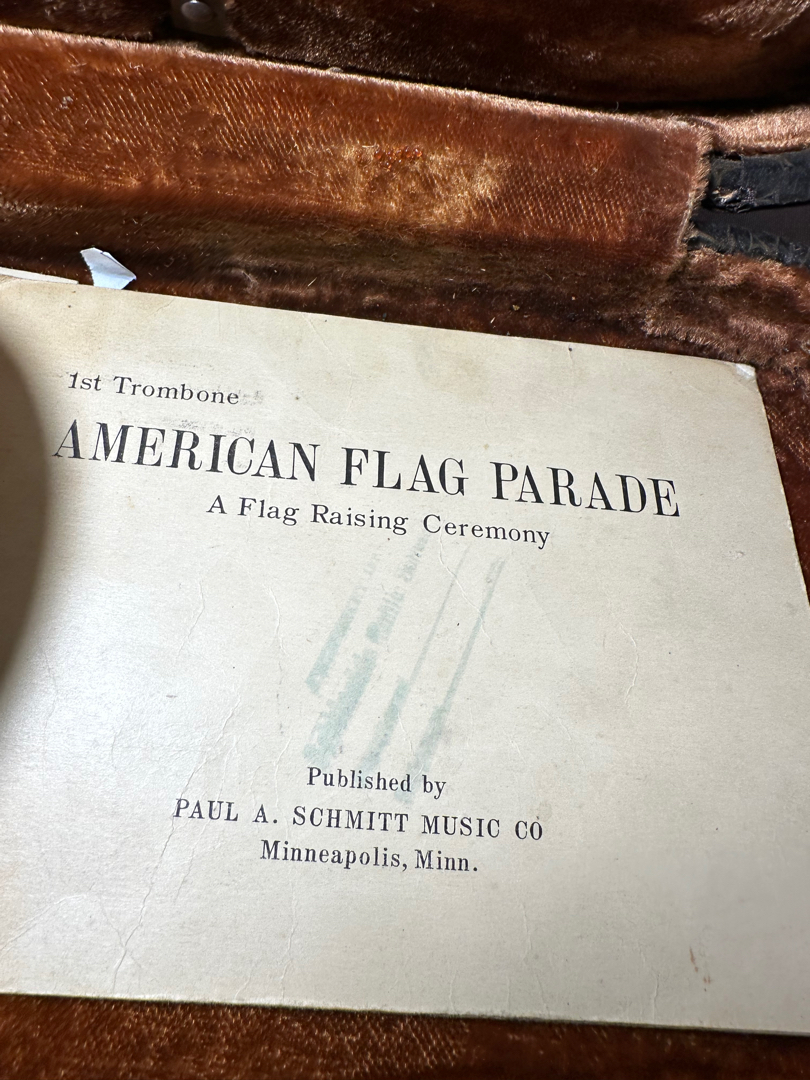 1st Trombone
AMERICAN FLAG PARADE
A Flag Raising Ceremony
Published by
PAUL A. SCHMITT MUSIC CO
Minneapolis, Minn.